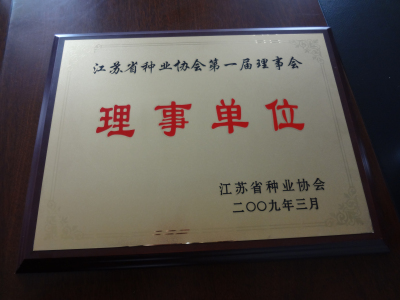 江苏省种业协会第一届理事会
理事单位
江苏省种业协会
二〇〇九年三月